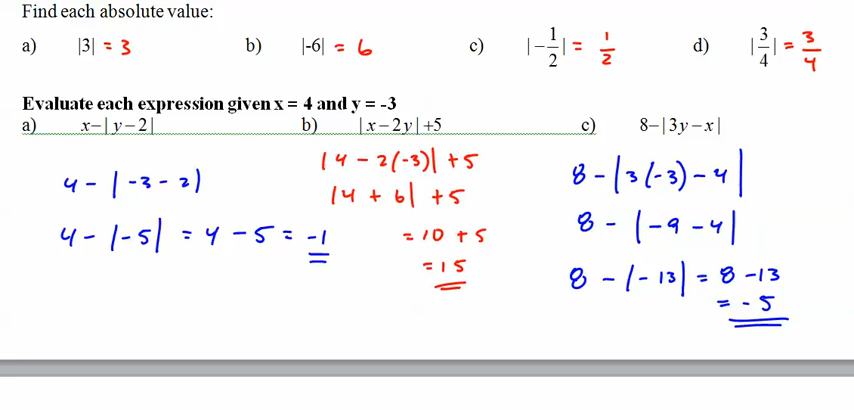 Find each absolute value:
a) |3| = 3 b) |-6| = 6 c) |-1/2| = 1/2 d) |3/4| = 3/4
Evaluate each expression given x = 4 and y = -3
a) x-|y-2| b) |x-2y|+5 c) 8-|3y-x|
4 - |-3 - 2| |4 - 2(-3)| + 5 8 - |3(-3) - 4|
|4 + 6| + 5
4 - |-5| = 4 - 5 = -1 = 10 + 5 8 - |-9 - 4|
= 15 8 - |-13| = 8 - 13
= -5